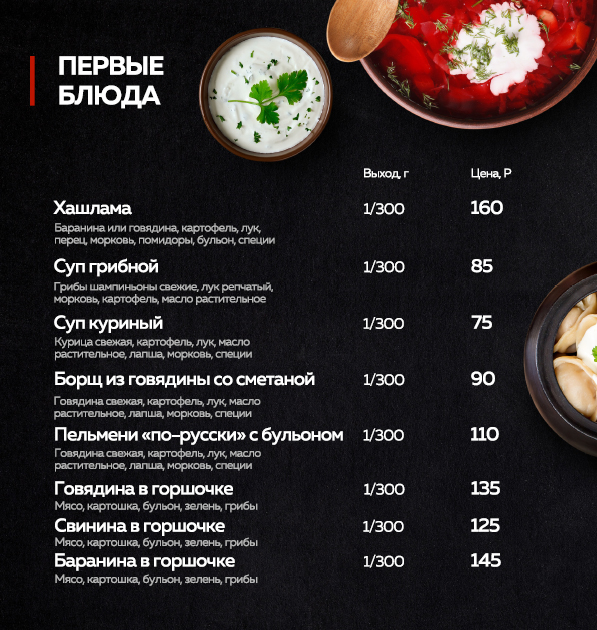 ПЕРВЫЕ
БЛЮДА
Выход, г Цена, Р
Хашлама 1/300 160
Баранина или говядина, картофель, лук,
перец, морковь, помидоры, бульон, специи
Суп грибной 1/300 85
Грибы шампиньоны свежие, лук репчатый,
морковь, картофель, масло растительное
Суп куриный 1/300 75
Курица свежая, картофель, лук, масло
растительное, лапша, морковь, специи
Борщ из говядины со сметаной 1/300 90
Говядина свежая, картофель, лук, масло
растительное, лапша, морковь, специи
Пельмени «по-русски» с бульоном 1/300 110
Говядина свежая, картофель, лук, масло
растительное, лапша, морковь, специи
Говядина в горшочке 1/300 135
Мясо, картошка, бульон, зелень, грибы
Свинина в горшочке 1/300 125
Мясо, картошка, бульон, зелень, грибы
Баранина в горшочке 1/300 145
Мясо, картошка, бульон, зелень, грибы